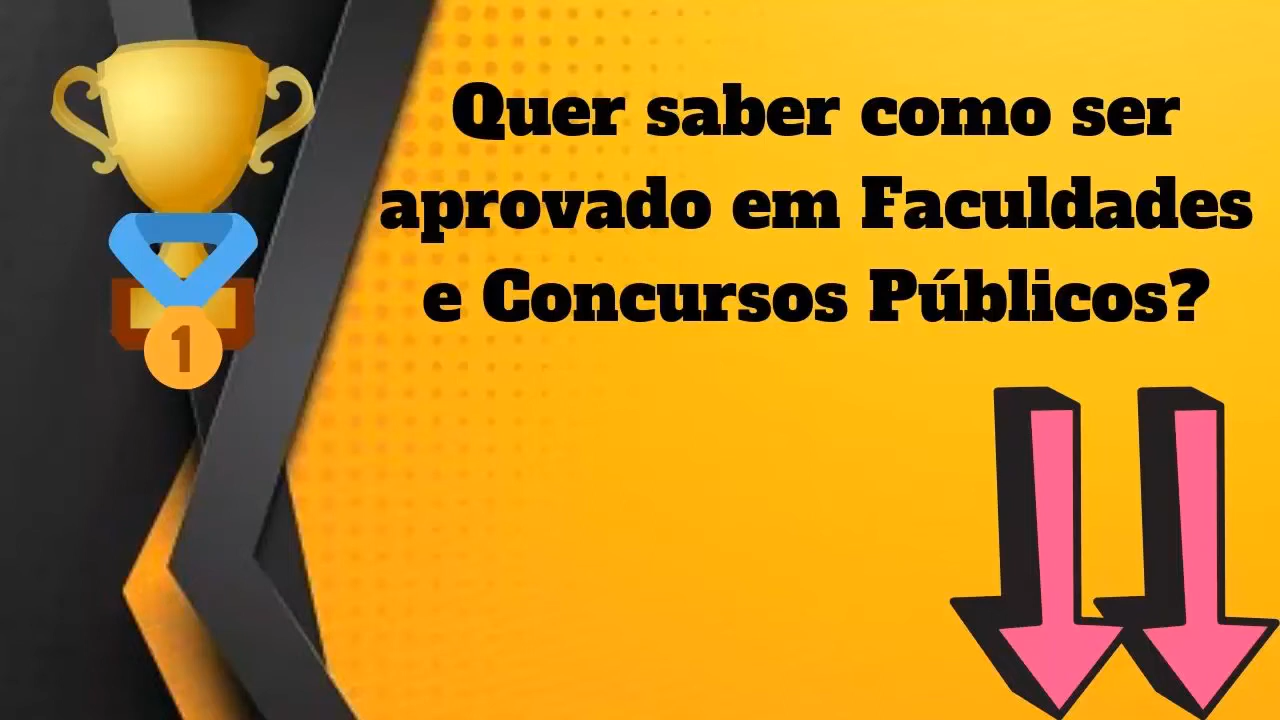 Quer saber como ser
aprovado em Faculdades
e Concursos Públicos?
1